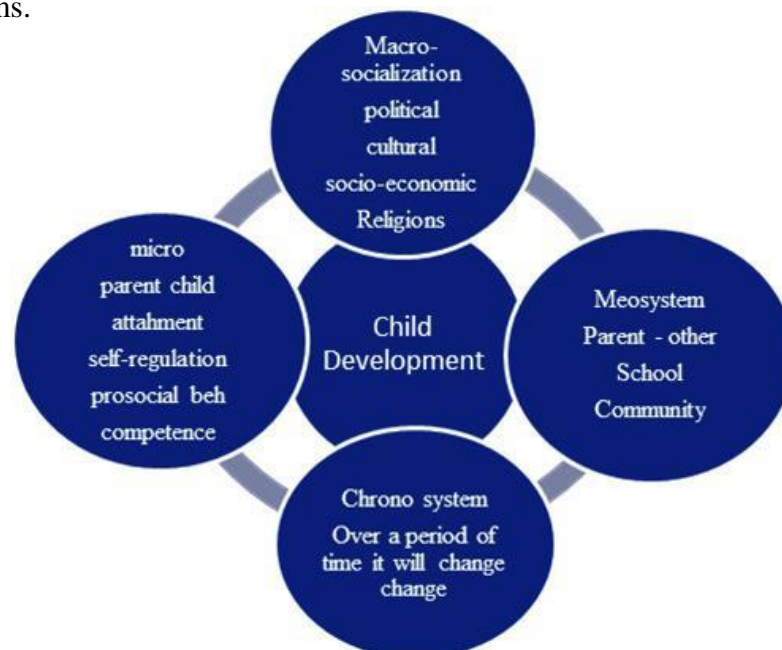 ns.
Macro-
socialization
political
cultural
socio-economic
Religions
micro
parent child
attahment
self-regulation
prosocial beh
competence
Child
Development
Meosystem
Parent - other
School
Community
Chrono system
Over a period of
time it will change
change